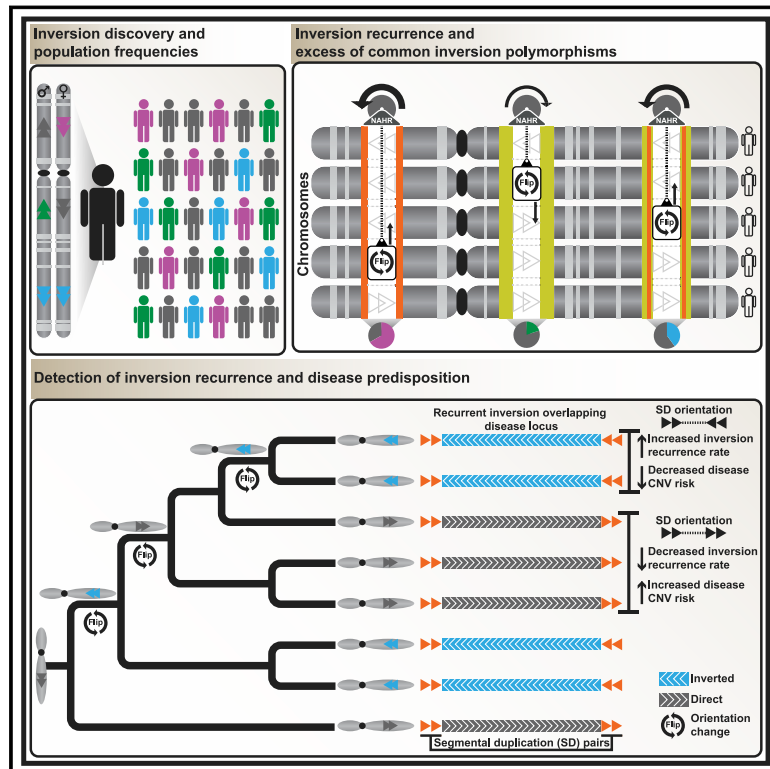 Inversion discovery and
population frequencies
Inversion recurrence and
excess of common inversion polymorphisms
♂ ♀
NAHR
NAHR
NAHR
Chromosomes
Flip
Flip
Flip
Detection of inversion recurrence and disease predisposition
Recurrent inversion overlapping
disease locus
SD orientation
↑ Increased inversion
recurrence rate
↓ Decreased disease
CNV risk
SD orientation
↓ Decreased inversion
recurrence rate
↑ Increased disease
CNV risk
Flip
Flip
Flip
Inverted
Direct
Flip Orientation
change
Segmental duplication (SD) pairs